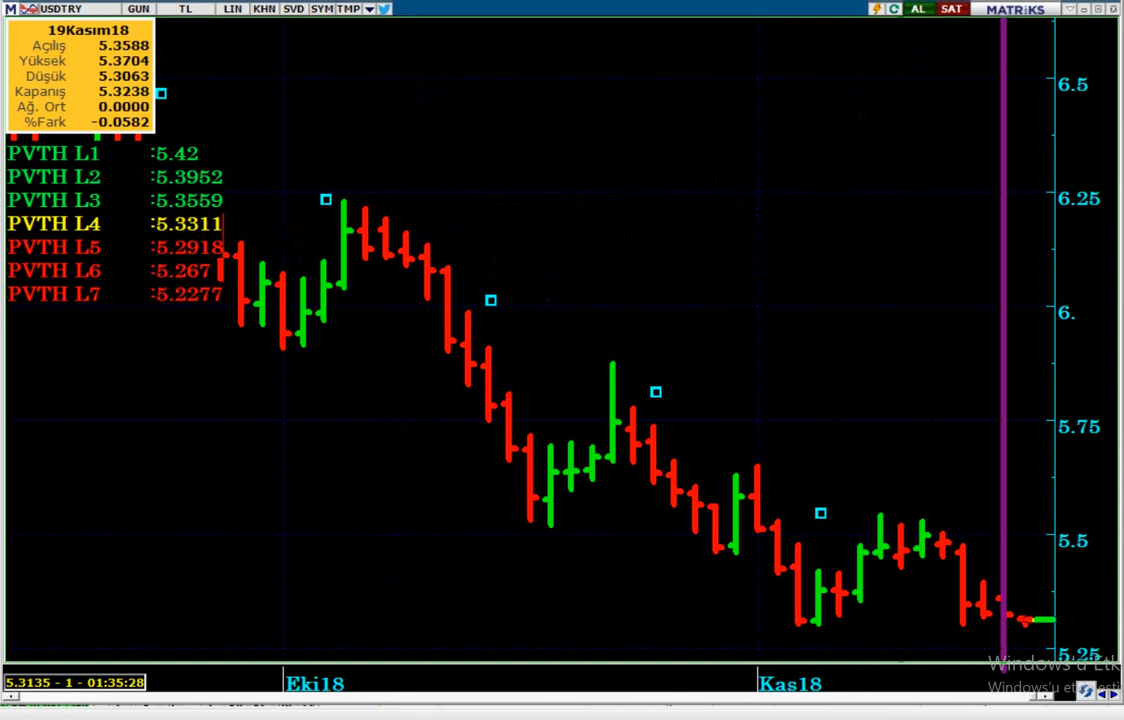 M USDTRY GUN TL LIN KHN SVD SYM TMP AL SAT MATRiKS
19Kasım18
Açılış 5.3588
Yüksek 5.3704
Düşük 5.3063
Kapanış 5.3238
Ağ. Ort 0.0000
%Fark -0.0582
PVTH L1 :5.42
PVTH L2 :5.3952
PVTH L3 :5.3559
PVTH L4 :5.3311
PVTH L5 :5.2918
PVTH L6 :5.267
PVTH L7 :5.2277
6.5
6.25
6.
5.75
5.5
5.25
Windows'u Etk
Windows'u etkinleşti
5.3135 - 1 - 01:35:28
Eki18
Kas18